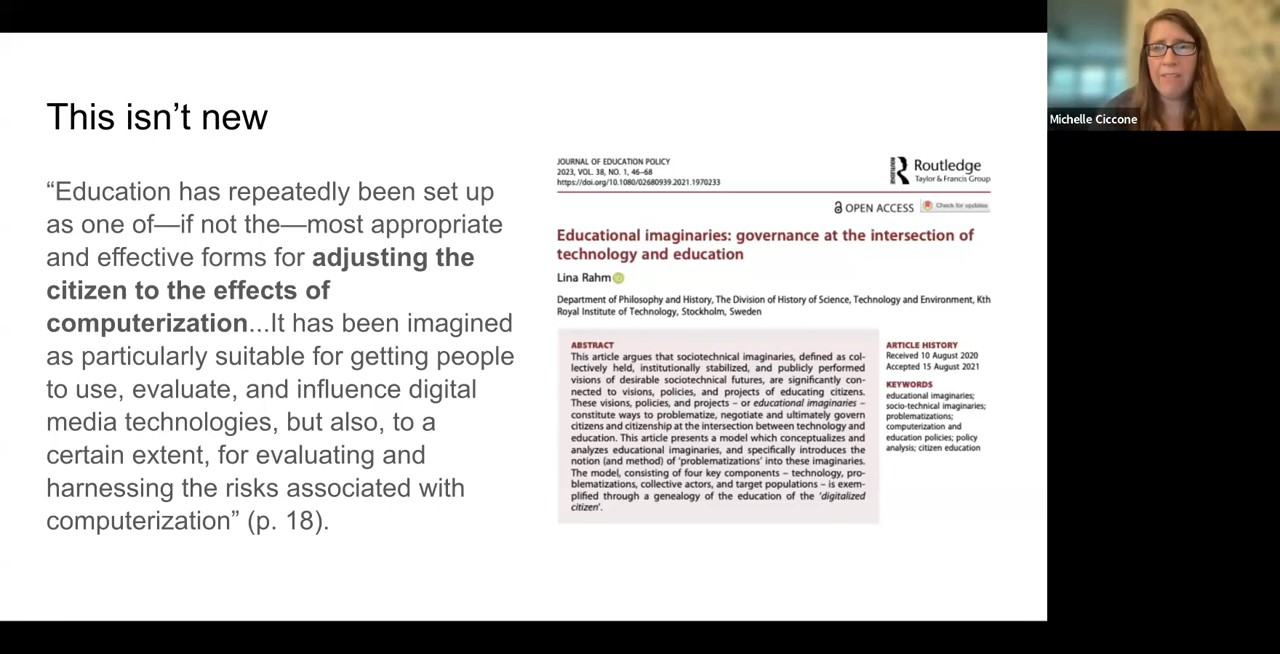 This isn't new
“Education has repeatedly been set up
as one of—if not the—most appropriate
and effective forms for adjusting the
citizen to the effects of
computerization...It has been imagined
as particularly suitable for getting people
to use, evaluate, and influence digital
media technologies, but also, to a
certain extent, for evaluating and
harnessing the risks associated with
computerization” (p. 18).
JOURNAL OF EDUCATION POLICY
2023, VOL. 38, NO. 1, 46–68
https://doi.org/10.1080/02680939.2021.1970233
ROUTLEDGE
Routledge
Taylor & Francis Group
OPEN ACCESS
Check for updates
Educational imaginaries: governance at the intersection of
technology and education
Lina Rahm
Department of Philosophy and History, The Division of History of Science, Technology and Environment, Kth
Royal Institute of Technology, Stockholm, Sweden
ABSTRACT
This article argues that sociotechnical imaginaries, defined as col-
lectively held, institutionally stabilized, and publicly performed
visions of desirable sociotechnical futures, are significantly con-
nected to visions, policies, and projects of educating citizens.
These visions, policies, and projects – or educational imaginaries –
constitute ways to problematize, negotiate and ultimately govern
citizens and citizenship at the intersection between technology and
education. This article presents a model which conceptualizes and
analyzes educational imaginaries, and specifically introduces the
notion (and method) of 'problematizations' into these imaginaries.
The model, consisting of four key components – technology, pro-
blematizations, collective actors, and target populations – is exem-
plified through a genealogy of the education of the 'digitalized
citizen'.
ARTICLE HISTORY
Received 10 August 2020
Accepted 15 August 2021
KEYWORDS
educational imaginaries;
socio-technical imaginaries;
problematizations;
computerization and
education policies; policy
analysis; citizen education
Michelle Ciccone